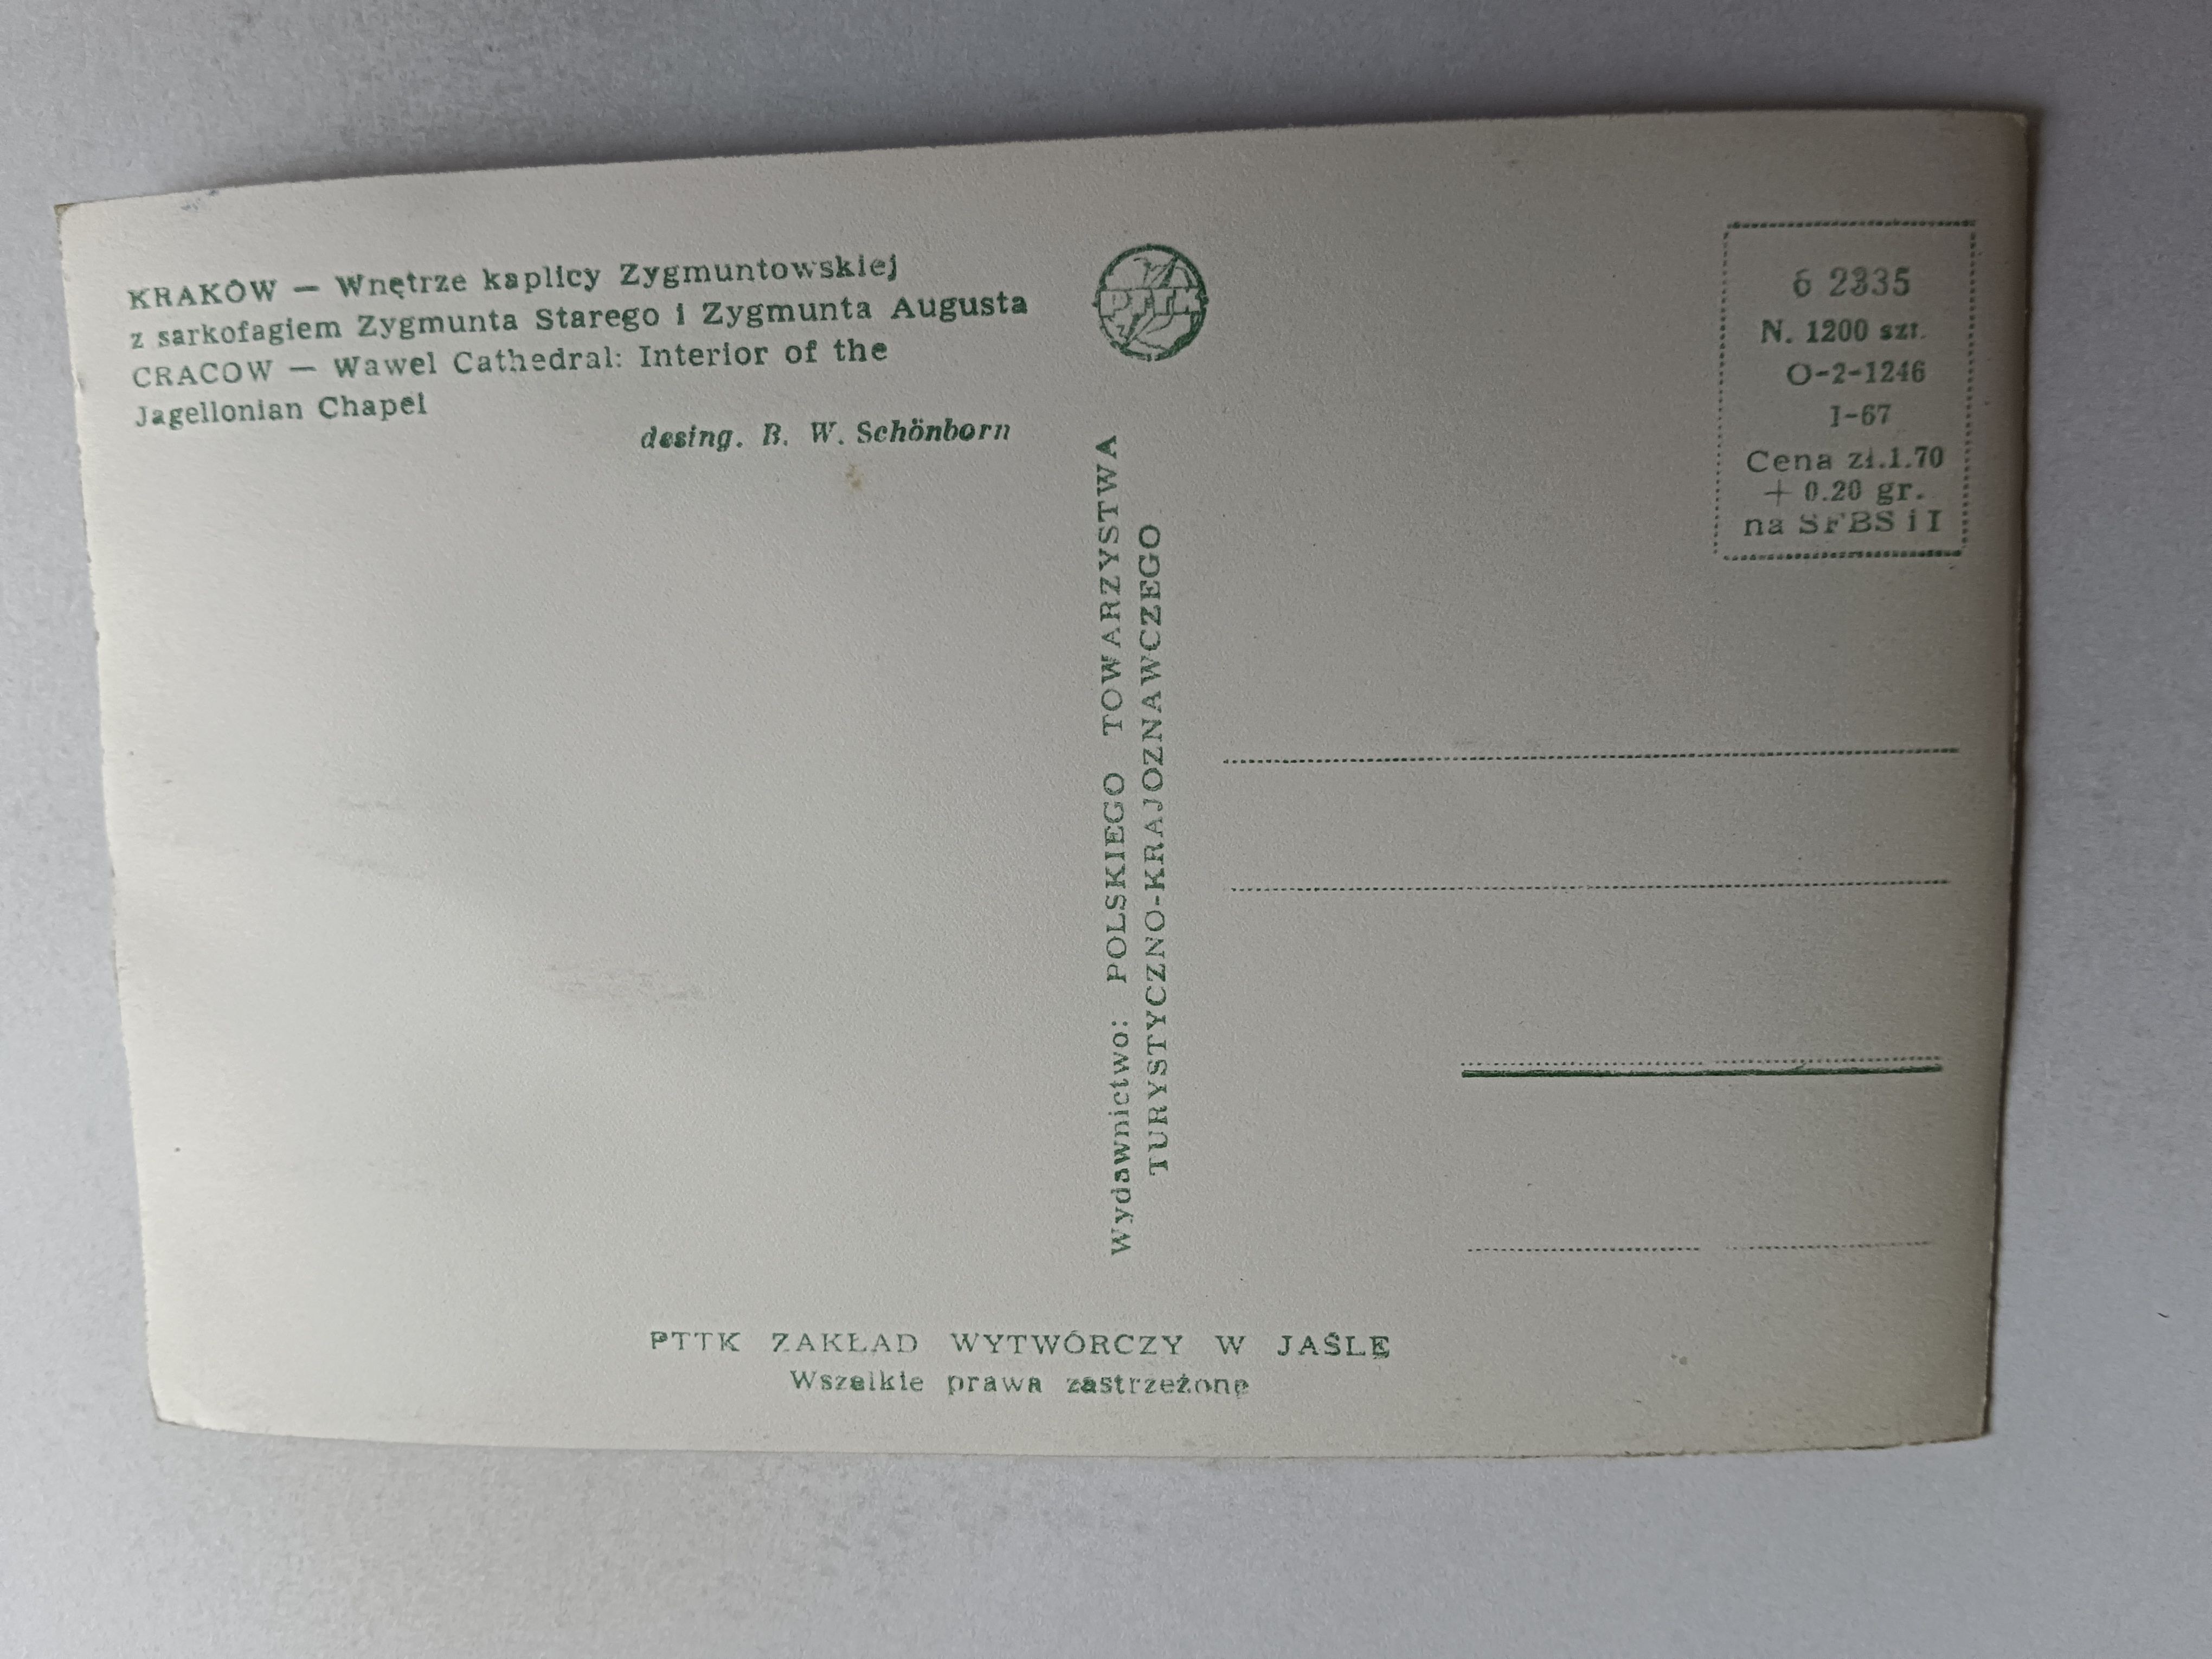 KRAKÓW — Wnętrze kaplicy Zygmuntowskiej
z sarkofagiem Zygmunta Starego i Zygmunta Augusta
CRACOW — Wawel Cathedral: Interior of the
Jagellonian Chapel
desing. B. W. Schönborn
PTTK
Wydawnictwo: POLSKIEGO TOWARZYSTWA
TURYSTYCZNO-KRAJOZNAWCZEGO
6 2335
N. 1200 szt.
O-2-1246
I-67
Cena zł.1.70
+ 0.20 gr.
na SFBS i I
PTTK ZAKŁAD WYTWÓRCZY W JAŚLE
Wszelkie prawa zastrzeżone